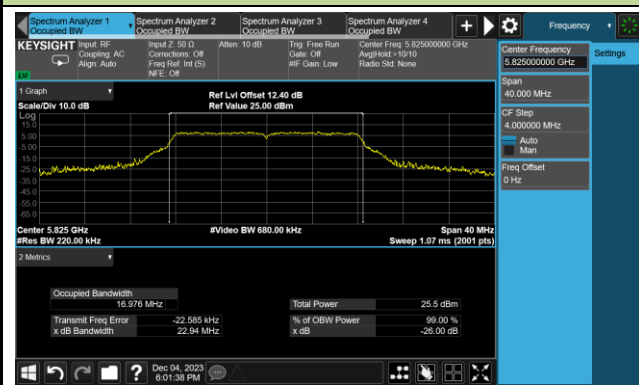 Spectrum Analyzer 1
Occupied BW
Spectrum Analyzer 2
Occupied BW
Spectrum Analyzer 3
Occupied BW
Spectrum Analyzer 4
Occupied BW
Frequency
KEYSIGHT
Input: RF
Coupling: AC
Align: Auto
Input Z: 50 Ω
Corrections: Off
Freq Ref: Int (S)
NFE: Off
Atten: 10 dB
Trig: Free Run
Gate: Off
#IF Gain: Low
Center Freq: 5.825000000 GHz
Avg|Hold:>10/10
Radio Std: None
Center Frequency
5.825000000 GHz
Settings
Span
40.000 MHz
CF Step
4.000000 MHz
Auto
Man
Freq Offset
0 Hz
1 Graph
Scale/Div 10.0 dB
Ref Lvl Offset 12.40 dB
Ref Value 25.00 dBm
Log
15.0
5.00
-5.00
-15.0
-25.0
-35.0
-45.0
-55.0
-65.0
Center 5.825 GHz
#Res BW 220.00 kHz
#Video BW 680.00 kHz
Span 40 MHz
Sweep 1.07 ms (2001 pts)
2 Metrics
Occupied Bandwidth
16.976 MHz
Total Power
25.5 dBm
Transmit Freq Error
-22.585 kHz
% of OBW Power
99.00 %
x dB Bandwidth
22.94 MHz
x dB
-26.00 dB
Dec 04, 2023
6:01:38 PM